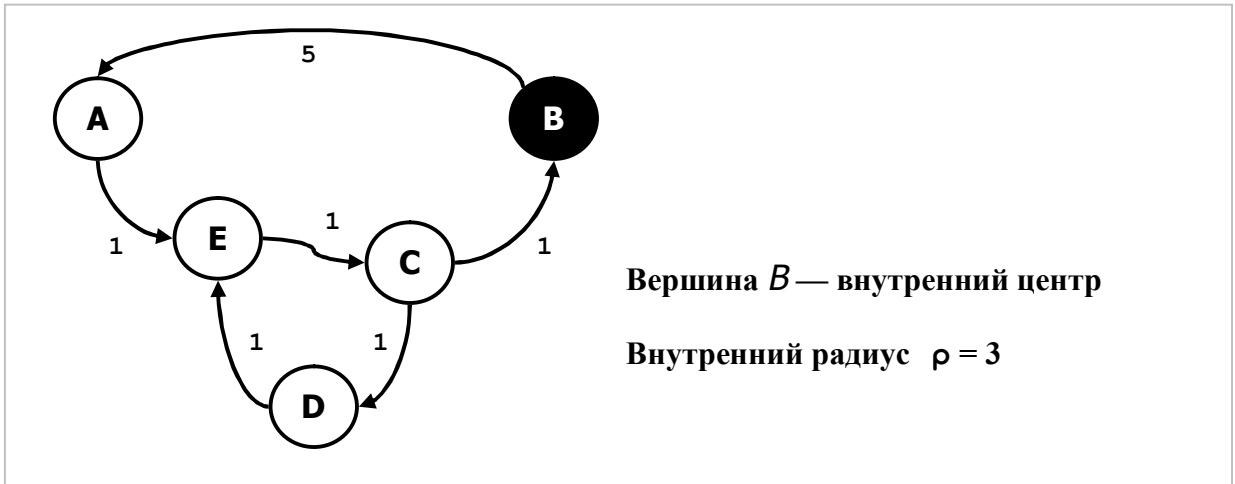 5
A
B
1
E
1
C
1
Вершина B — внутренний центр
1
1
Внутренний радиус ρ = 3
D